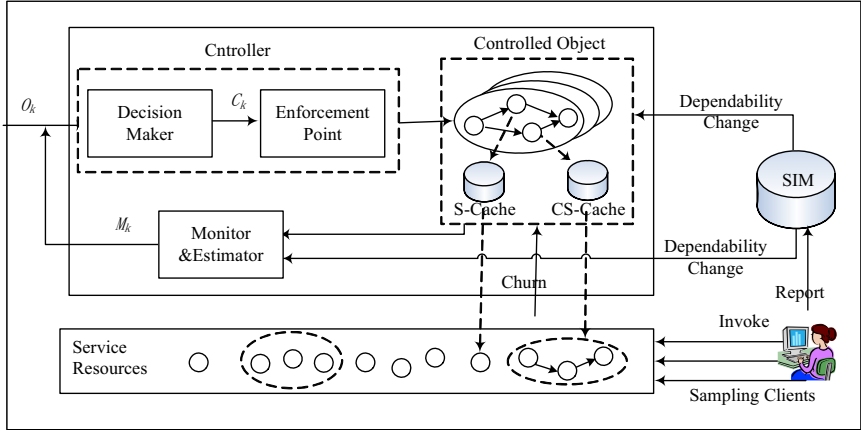 Cntroller
Controlled Object
O_k
Decision
Maker
C_k
Enforcement
Point
Dependability
Change
SIM
S-Cache
CS-Cache
M_k
Monitor
&Estimator
Dependability
Change
Churn
Report
Invoke
Service
Resources
Sampling Clients